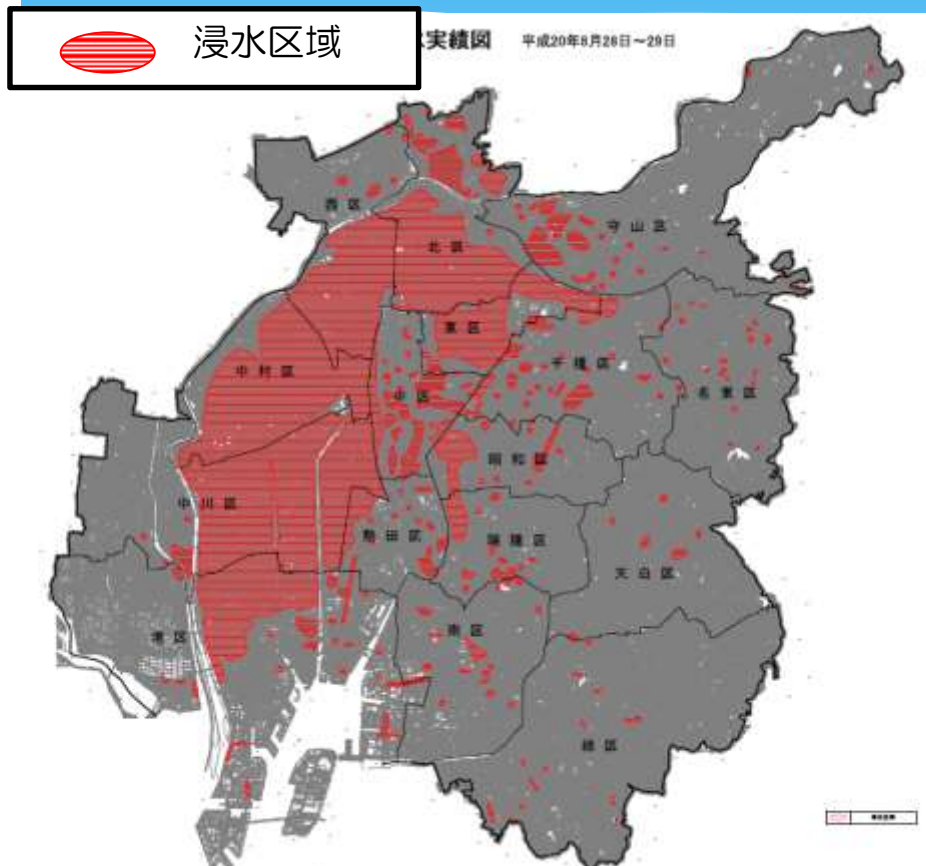 浸水区域
水実績図 平成20年8月28日～29日
西区
北区
守山区
東区
中村区
中区
千種区
名東区
昭和区
中川区
熱田区
瑞穂区
天白区
港区
南区
緑区